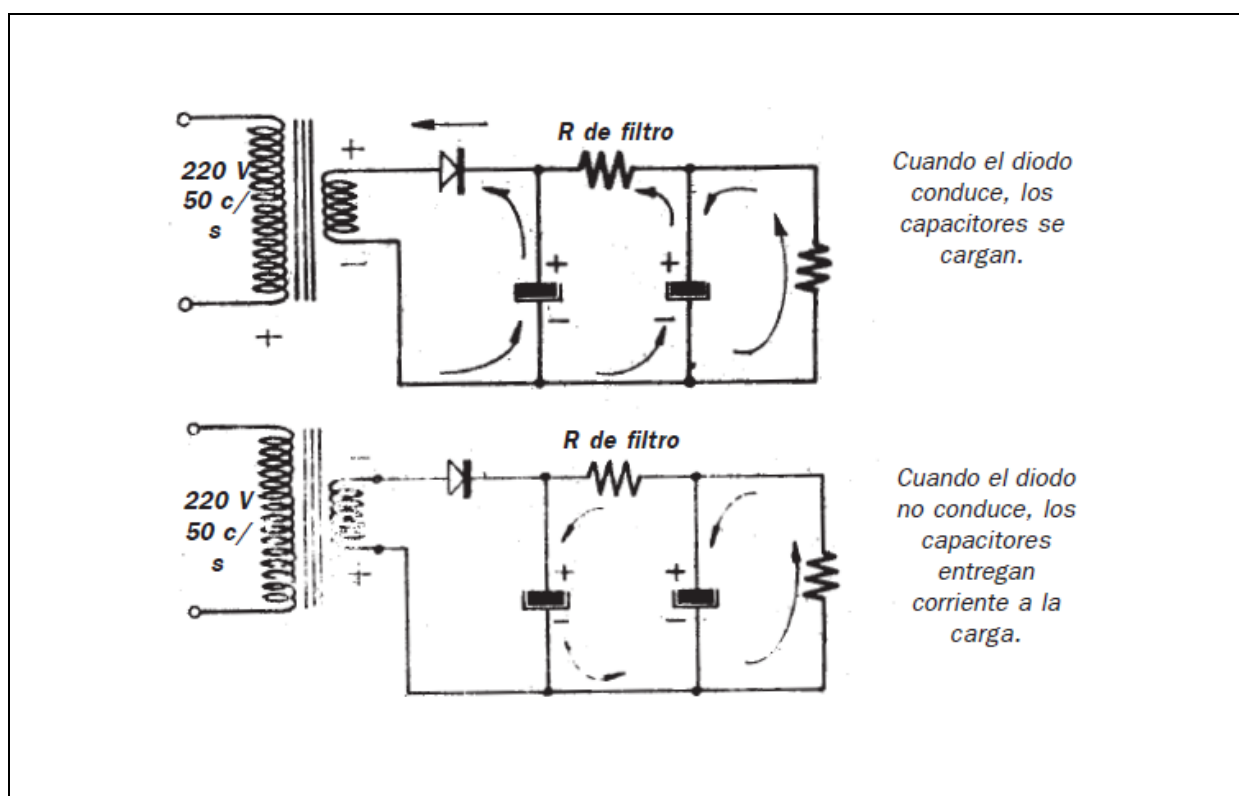 R de filtro
220 V
50 c/
s
+
−
+
+
−
+
−
Cuando el diodo
conduce, los
capacitores se
cargan.
R de filtro
220 V
50 c/
s
−
+
+
−
+
−
Cuando el diodo
no conduce, los
capacitores
entregan
corriente a la
carga.